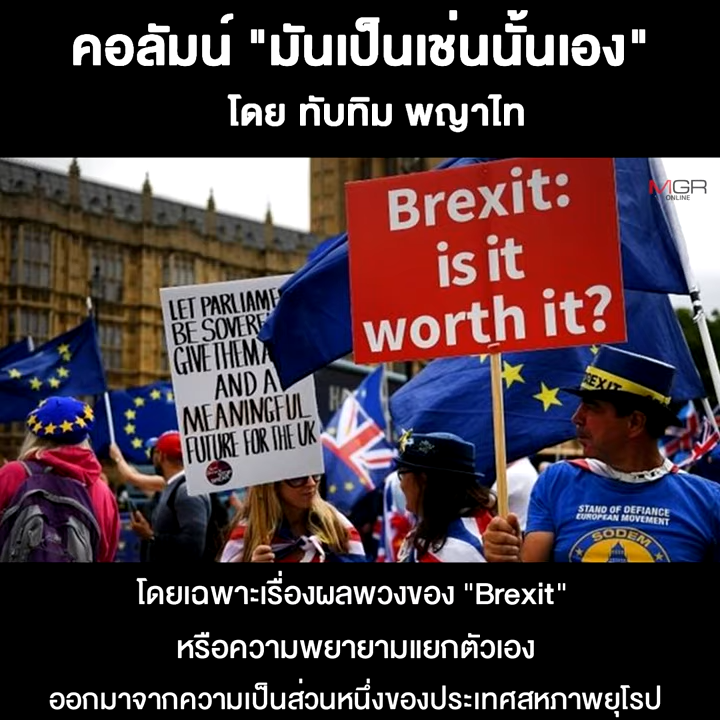 คอลัมน์ "มันเป็นเช่นนั้นเอง"
โดย ทับทิม พญาไท
MGR
ONLINE
Brexit:
is it
worth it?
LET PARLIAME
BE SOVERE
GIVE THEM A
AND A
MEANINGFUL
FUTURE FOR THE UK
BREXIT
STAND OF DEFIANCE
EUROPEAN MOVEMENT
SODEM
โดยเฉพาะเรื่องผลพวงของ "Brexit"
หรือความพยายามแยกตัวเอง
ออกมาจากความเป็นส่วนหนึ่งของประเทศสหภาพยุโรป